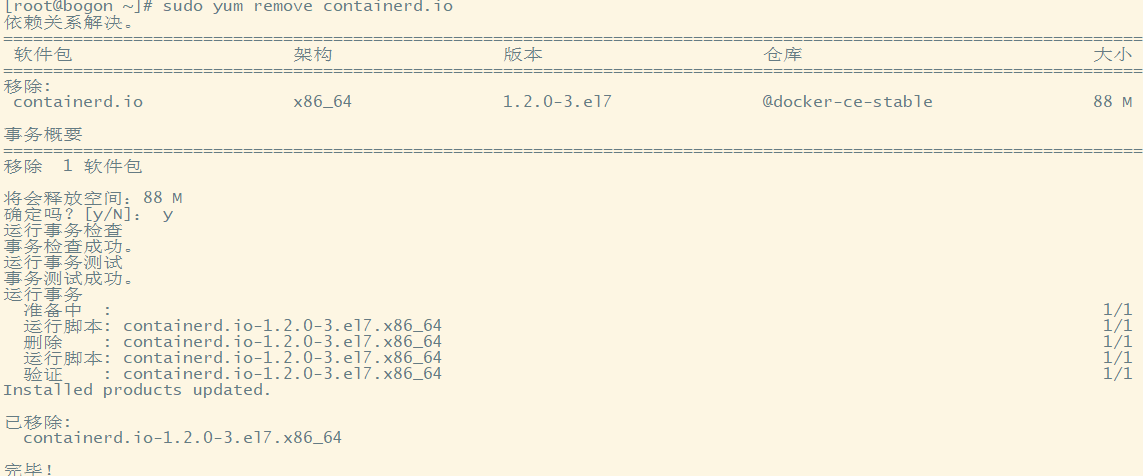 [root@bogon ~]# sudo yum remove containerd.io
依赖关系解决。
================================================================================
软件包 架构 版本 仓库 大小
================================================================================
移除:
containerd.io x86_64 1.2.0-3.el7 @docker-ce-stable 88 M
事务概要
================================================================================
移除 1 软件包
将会释放空间：88 M
确定吗？[y/N]： y
运行事务检查
事务检查成功。
运行事务测试
事务测试成功。
运行事务
准备中 : 1/1
运行脚本: containerd.io-1.2.0-3.el7.x86_64 1/1
删除 : containerd.io-1.2.0-3.el7.x86_64 1/1
运行脚本: containerd.io-1.2.0-3.el7.x86_64 1/1
验证 : containerd.io-1.2.0-3.el7.x86_64 1/1
Installed products updated.
已移除:
containerd.io-1.2.0-3.el7.x86_64
完毕！